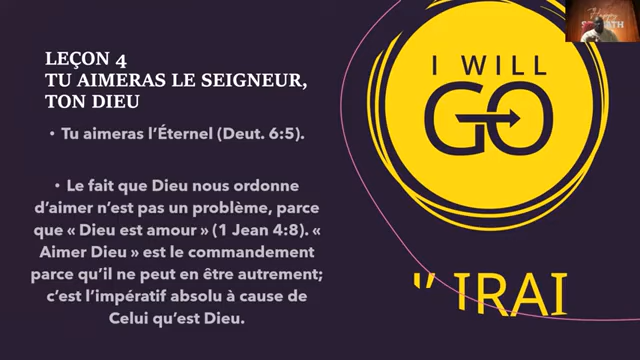 LEÇON 4
TU AIMERAS LE SEIGNEUR,
TON DIEU
• Tu aimeras l’Éternel (Deut. 6:5).
• Le fait que Dieu nous ordonne
d’aimer n’est pas un problème, parce
que « Dieu est amour » (1 Jean 4:8). «
Aimer Dieu » est le commandement
parce qu’il ne peut en être autrement;
c’est l’impératif absolu à cause de
Celui qu’est Dieu.
I WILL
GO
IRAI